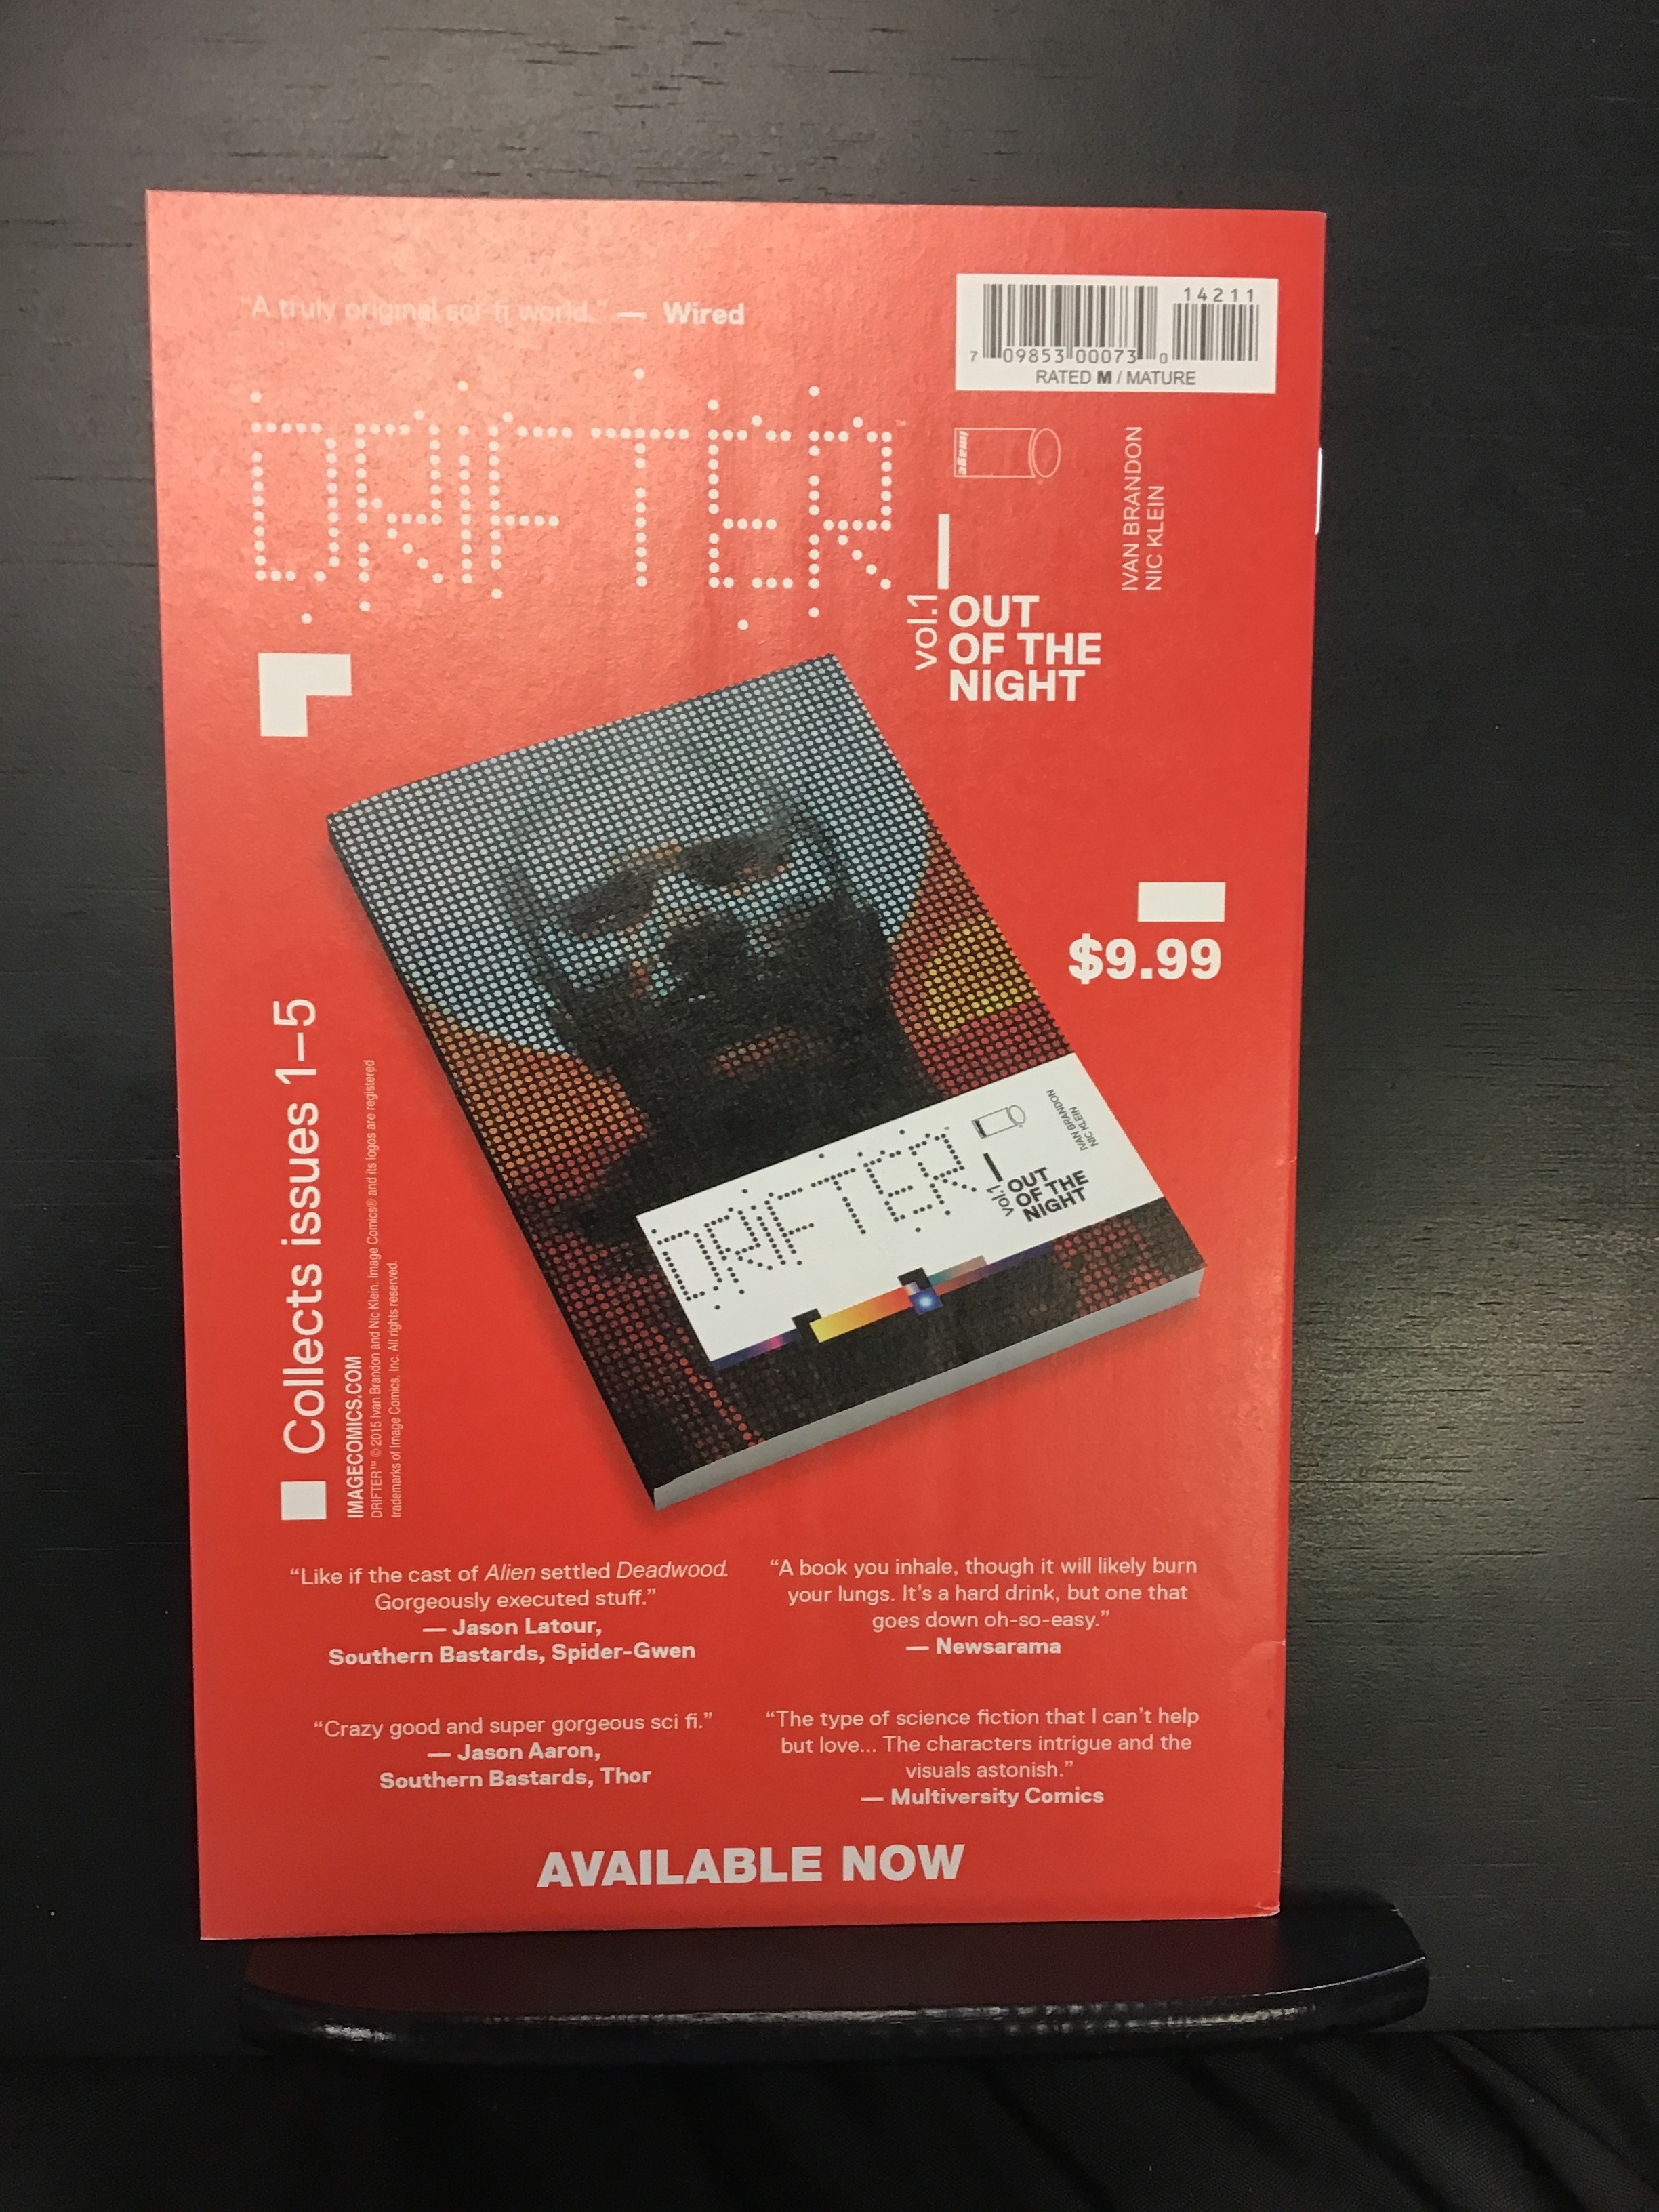 "A truly original sci-fi world." — Wired
14211
7 09853 00073 0
RATED M / MATURE
DRIFTER™
image
IVAN BRANDON
NIC KLEIN
vol.1
OUT
OF THE
NIGHT
$9.99
DRIFTER
IVAN BRANDON
NIC KLEIN
vol.1
OUT
OF THE
NIGHT
Collects issues 1–5
IMAGECOMICS.COM
DRIFTER™ © 2015 Ivan Brandon and Nic Klein. Image Comics® and its logos are registered
trademarks of Image Comics, Inc. All rights reserved.
“Like if the cast of Alien settled Deadwood.
Gorgeously executed stuff.”
— Jason Latour,
Southern Bastards, Spider-Gwen
“A book you inhale, though it will likely burn
your lungs. It’s a hard drink, but one that
goes down oh-so-easy.”
— Newsarama
“Crazy good and super gorgeous sci fi.”
— Jason Aaron,
Southern Bastards, Thor
“The type of science fiction that I can’t help
but love... The characters intrigue and the
visuals astonish.”
— Multiversity Comics
AVAILABLE NOW